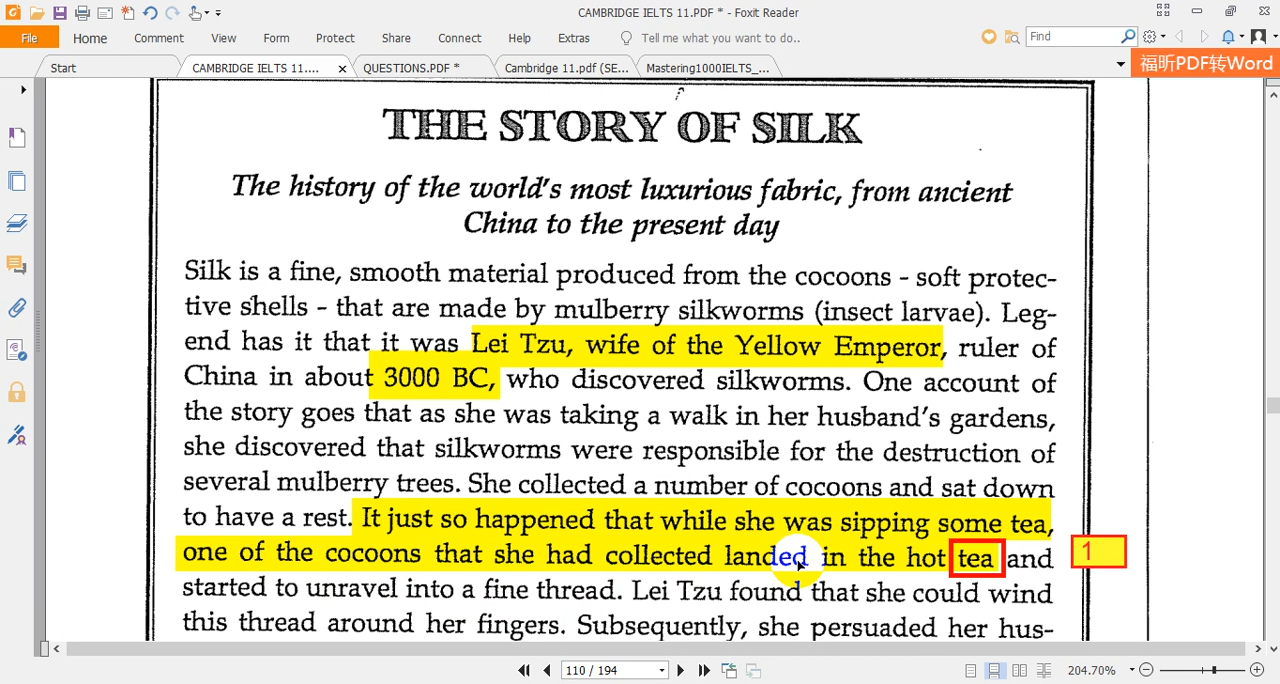 CAMBRIDGE IELTS 11.PDF * - Foxit Reader
File Home Comment View Form Protect Share Connect Help Extras Tell me what you want to do.. Find
Start CAMBRIDGE IELTS 11.... x QUESTIONS.PDF * Cambridge 11.pdf (SE... Mastering1000IELTS_... 福昕PDF转Word
THE STORY OF SILK
The history of the world's most luxurious fabric, from ancient
China to the present day
Silk is a fine, smooth material produced from the cocoons - soft protec-
tive shells - that are made by mulberry silkworms (insect larvae). Leg-
end has it that it was Lei Tzu, wife of the Yellow Emperor, ruler of
China in about 3000 BC, who discovered silkworms. One account of
the story goes that as she was taking a walk in her husband's gardens,
she discovered that silkworms were responsible for the destruction of
several mulberry trees. She collected a number of cocoons and sat down
to have a rest. It just so happened that while she was sipping some tea,
one of the cocoons that she had collected landed in the hot tea and 1
started to unravel into a fine thread. Lei Tzu found that she could wind
this thread around her fingers. Subsequently, she persuaded her hus-
110 / 194 204.70%